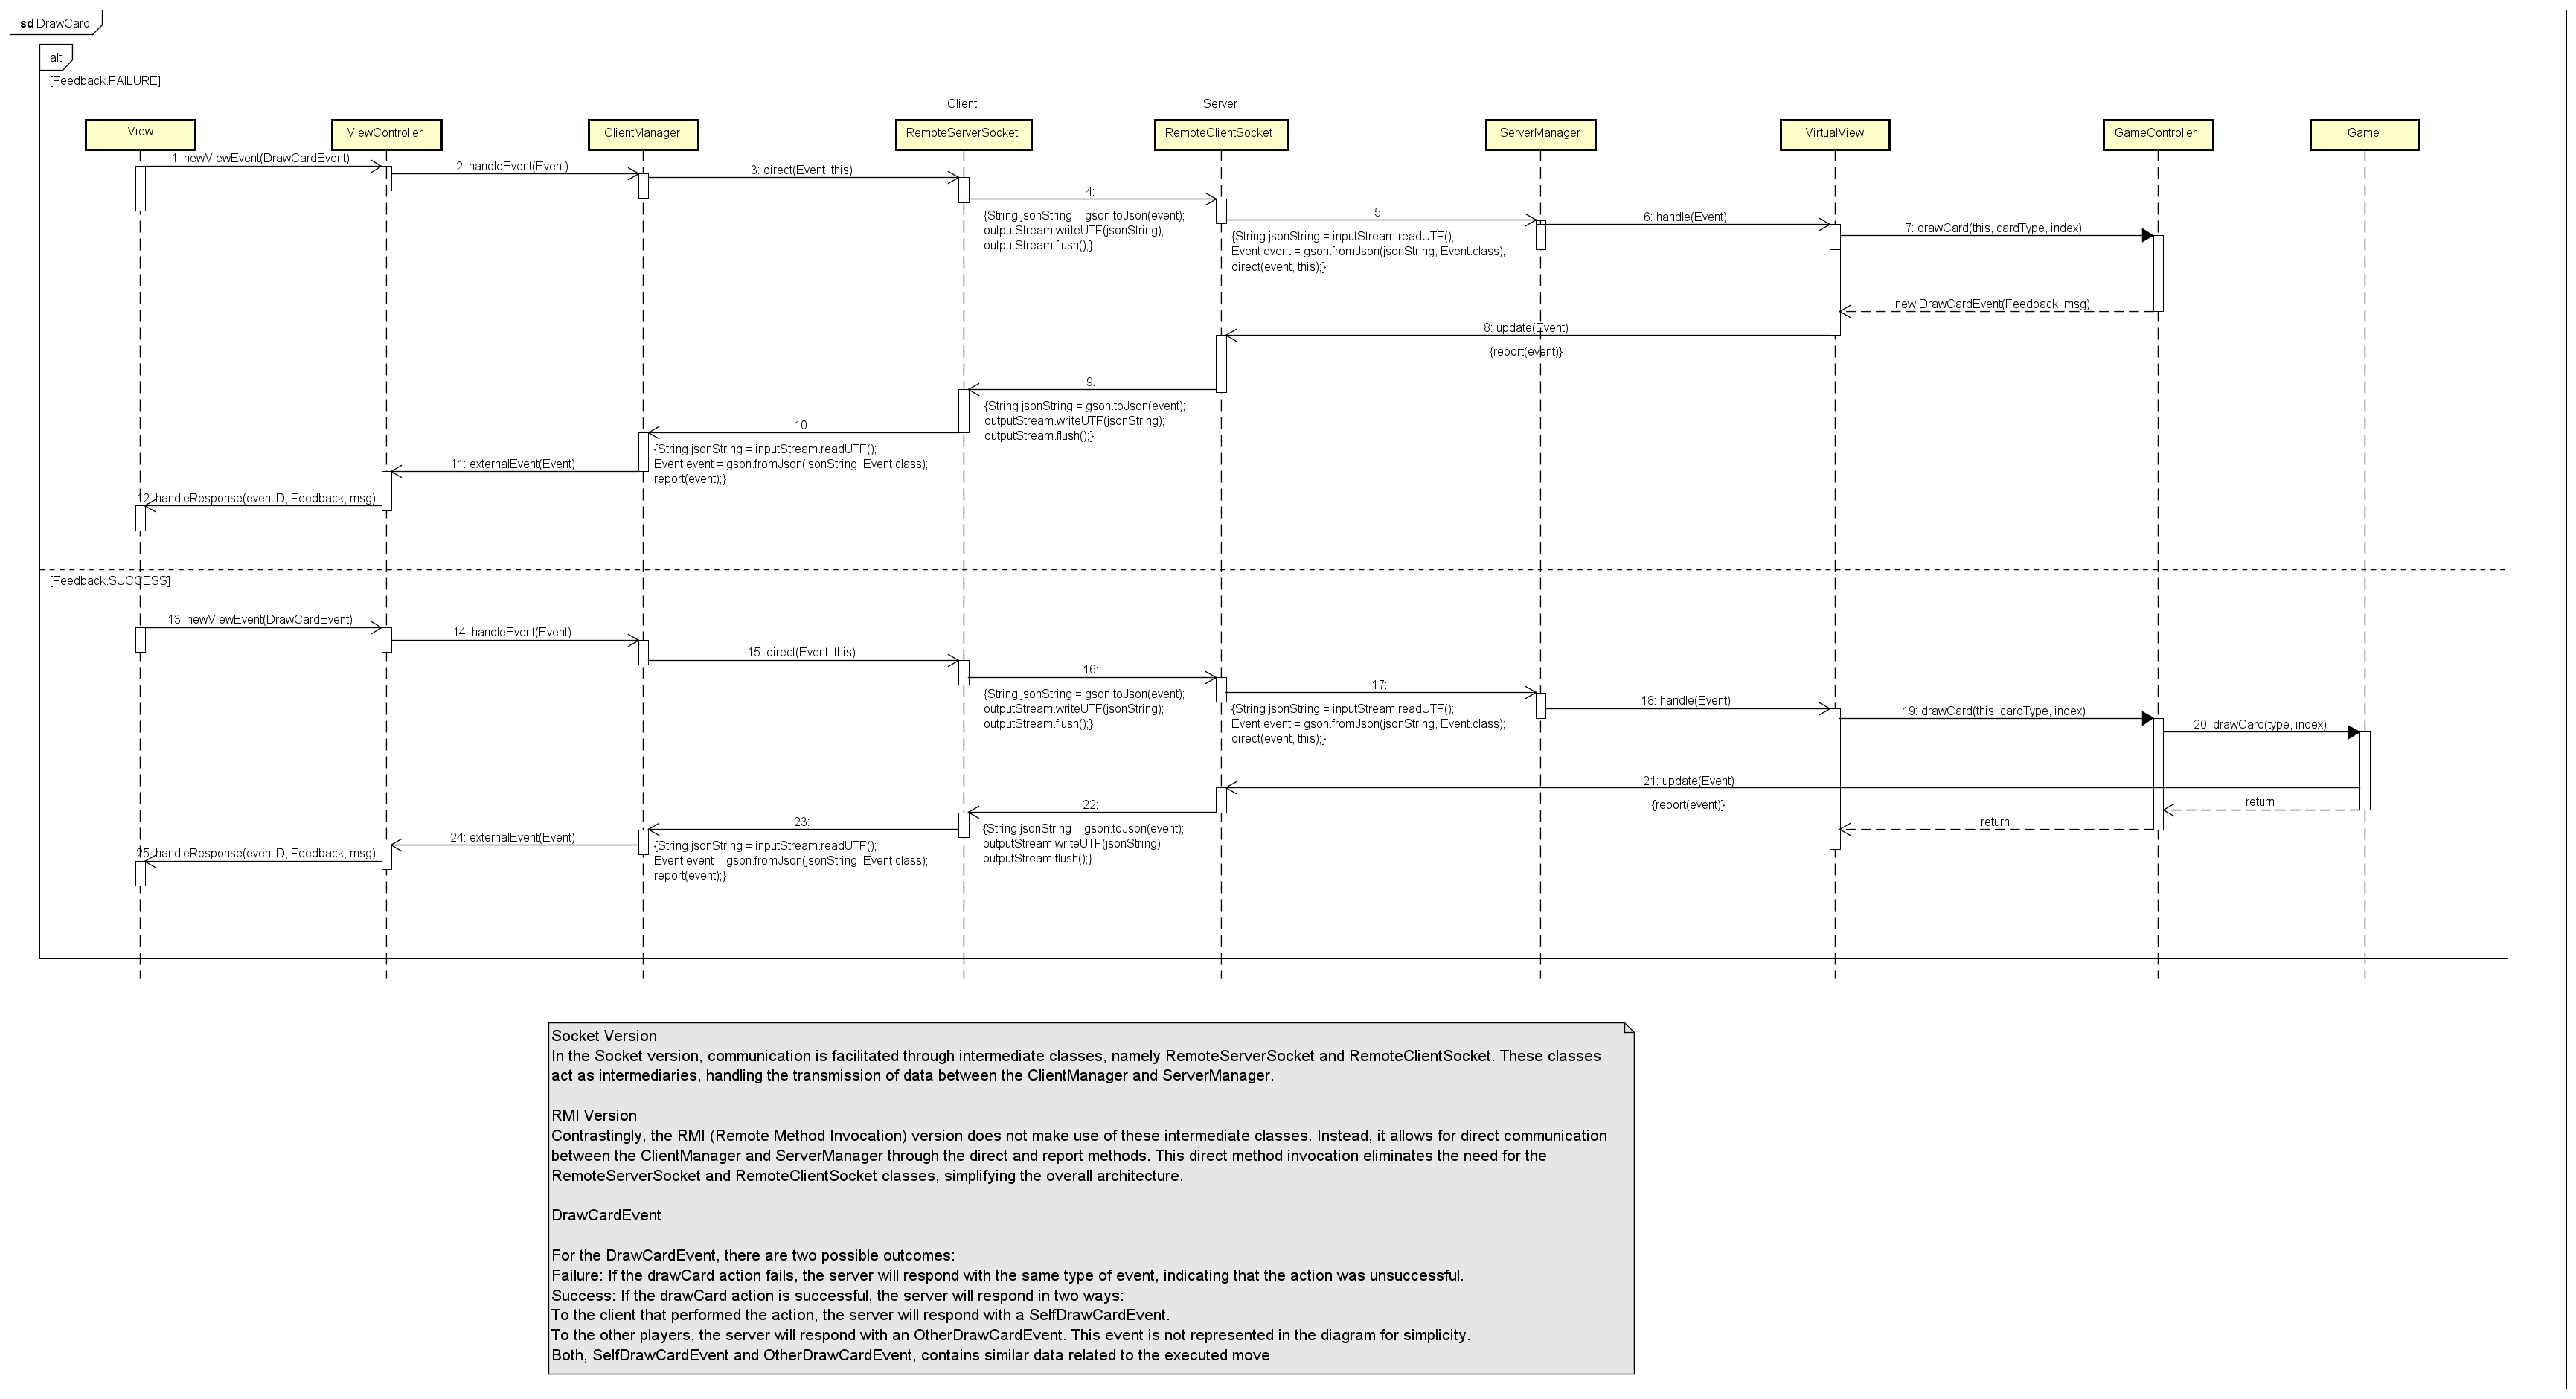 sd DrawCard
alt
[Feedback.FAILURE]
Client
Server
View
ViewController
ClientManager
RemoteServerSocket
RemoteClientSocket
ServerManager
VirtualView
GameController
Game
1: newViewEvent(DrawCardEvent)
2: handleEvent(Event)
3: direct(Event, this)
4:
{String jsonString = gson.toJson(event);
outputStream.writeUTF(jsonString);
outputStream.flush();}
5:
{String jsonString = inputStream.readUTF();
Event event = gson.fromJson(jsonString, Event.class);
direct(event, this);}
6: handle(Event)
7: drawCard(this, cardType, index)
new DrawCardEvent(Feedback, msg)
8: update(Event)
{report(event)}
9:
{String jsonString = gson.toJson(event);
outputStream.writeUTF(jsonString);
outputStream.flush();}
10:
{String jsonString = inputStream.readUTF();
Event event = gson.fromJson(jsonString, Event.class);
report(event);}
11: externalEvent(Event)
12: handleResponse(eventID, Feedback, msg)
[Feedback.SUCCESS]
13: newViewEvent(DrawCardEvent)
14: handleEvent(Event)
15: direct(Event, this)
16:
{String jsonString = gson.toJson(event);
outputStream.writeUTF(jsonString);
outputStream.flush();}
17:
{String jsonString = inputStream.readUTF();
Event event = gson.fromJson(jsonString, Event.class);
direct(event, this);}
18: handle(Event)
19: drawCard(this, cardType, index)
20: drawCard(type, index)
21: update(Event)
{report(event)}
return
return
22:
{String jsonString = gson.toJson(event);
outputStream.writeUTF(jsonString);
outputStream.flush();}
23:
{String jsonString = inputStream.readUTF();
Event event = gson.fromJson(jsonString, Event.class);
report(event);}
24: externalEvent(Event)
25: handleResponse(eventID, Feedback, msg)
Socket Version
In the Socket version, communication is facilitated through intermediate classes, namely RemoteServerSocket and RemoteClientSocket. These classes
act as intermediaries, handling the transmission of data between the ClientManager and ServerManager.
RMI Version
Contrastingly, the RMI (Remote Method Invocation) version does not make use of these intermediate classes. Instead, it allows for direct communication
between the ClientManager and ServerManager through the direct and report methods. This direct method invocation eliminates the need for the
RemoteServerSocket and RemoteClientSocket classes, simplifying the overall architecture.
DrawCardEvent
For the DrawCardEvent, there are two possible outcomes:
Failure: If the drawCard action fails, the server will respond with the same type of event, indicating that the action was unsuccessful.
Success: If the drawCard action is successful, the server will respond in two ways:
To the client that performed the action, the server will respond with a SelfDrawCardEvent.
To the other players, the server will respond with an OtherDrawCardEvent. This event is not represented in the diagram for simplicity.
Both, SelfDrawCardEvent and OtherDrawCardEvent, contains similar data related to the executed move